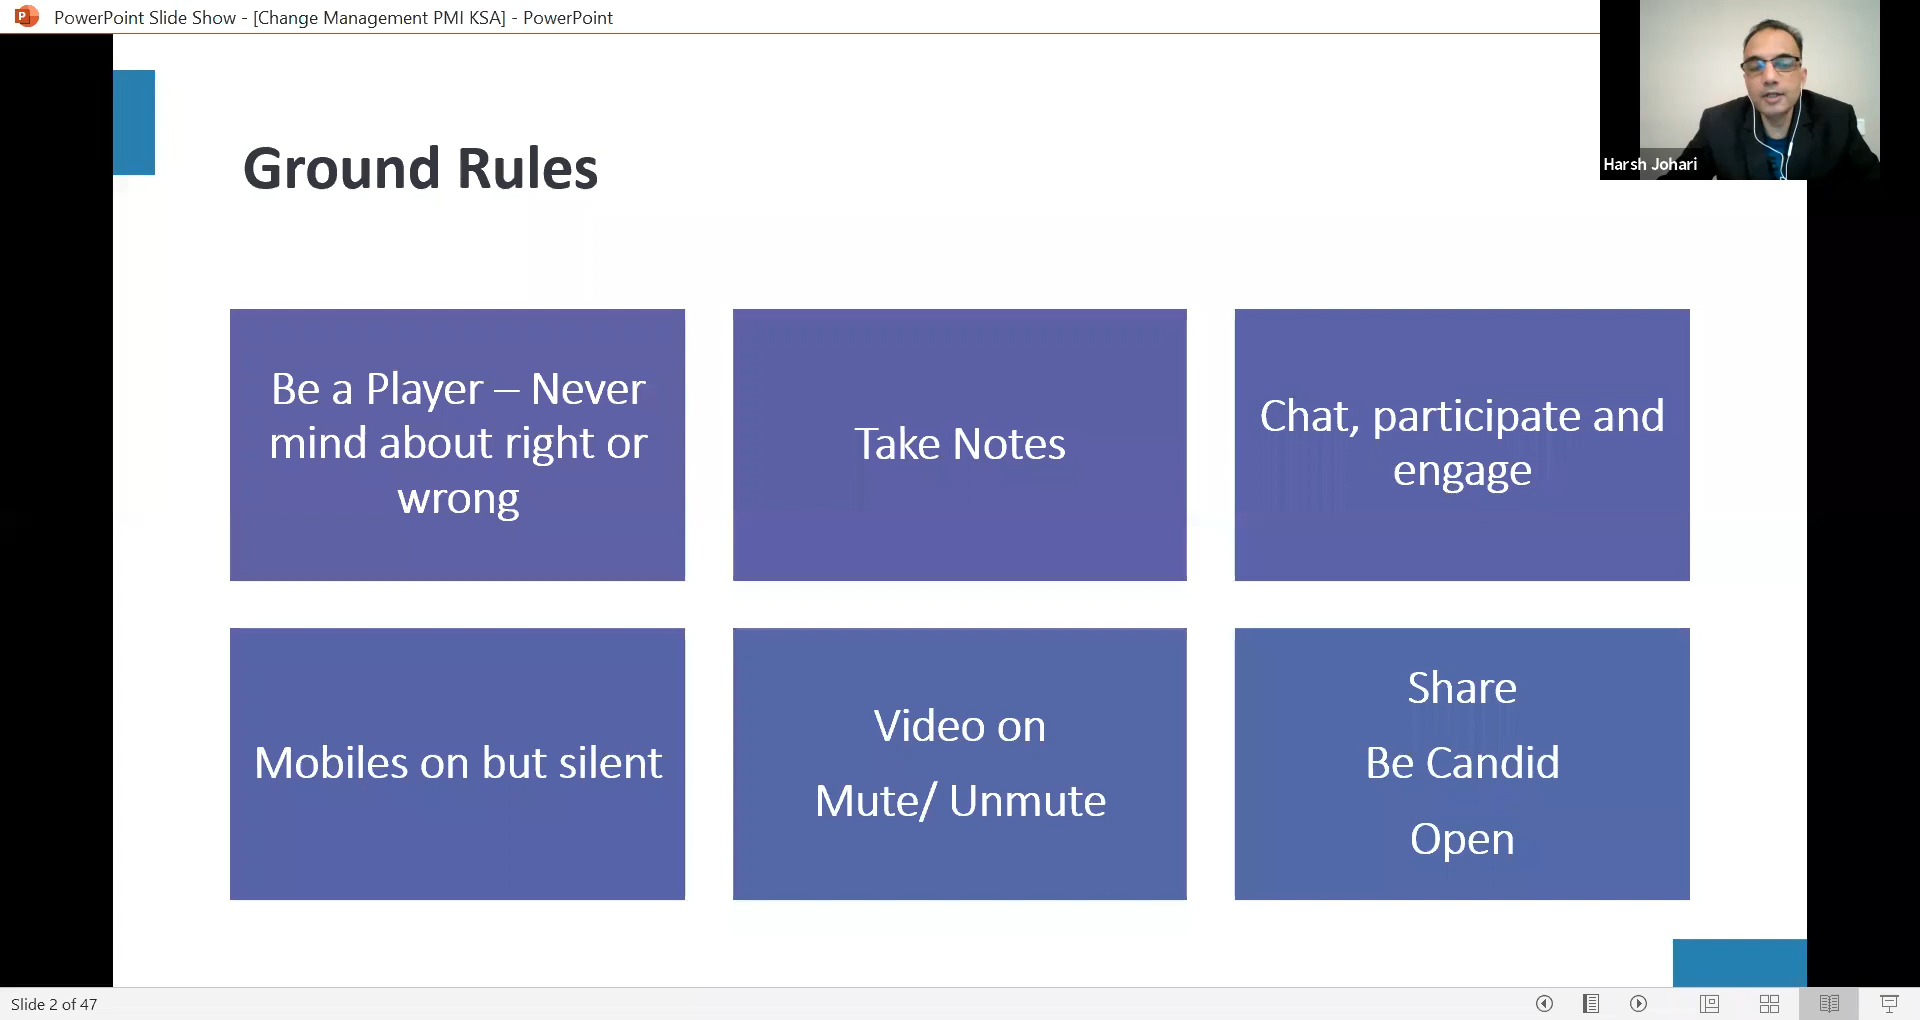 PowerPoint Slide Show - [Change Management PMI KSA] - PowerPoint
Harsh Johari
Ground Rules
Be a Player – Never
mind about right or
wrong
Take Notes
Chat, participate and
engage
Mobiles on but silent
Video on
Mute/ Unmute
Share
Be Candid
Open
Slide 2 of 47